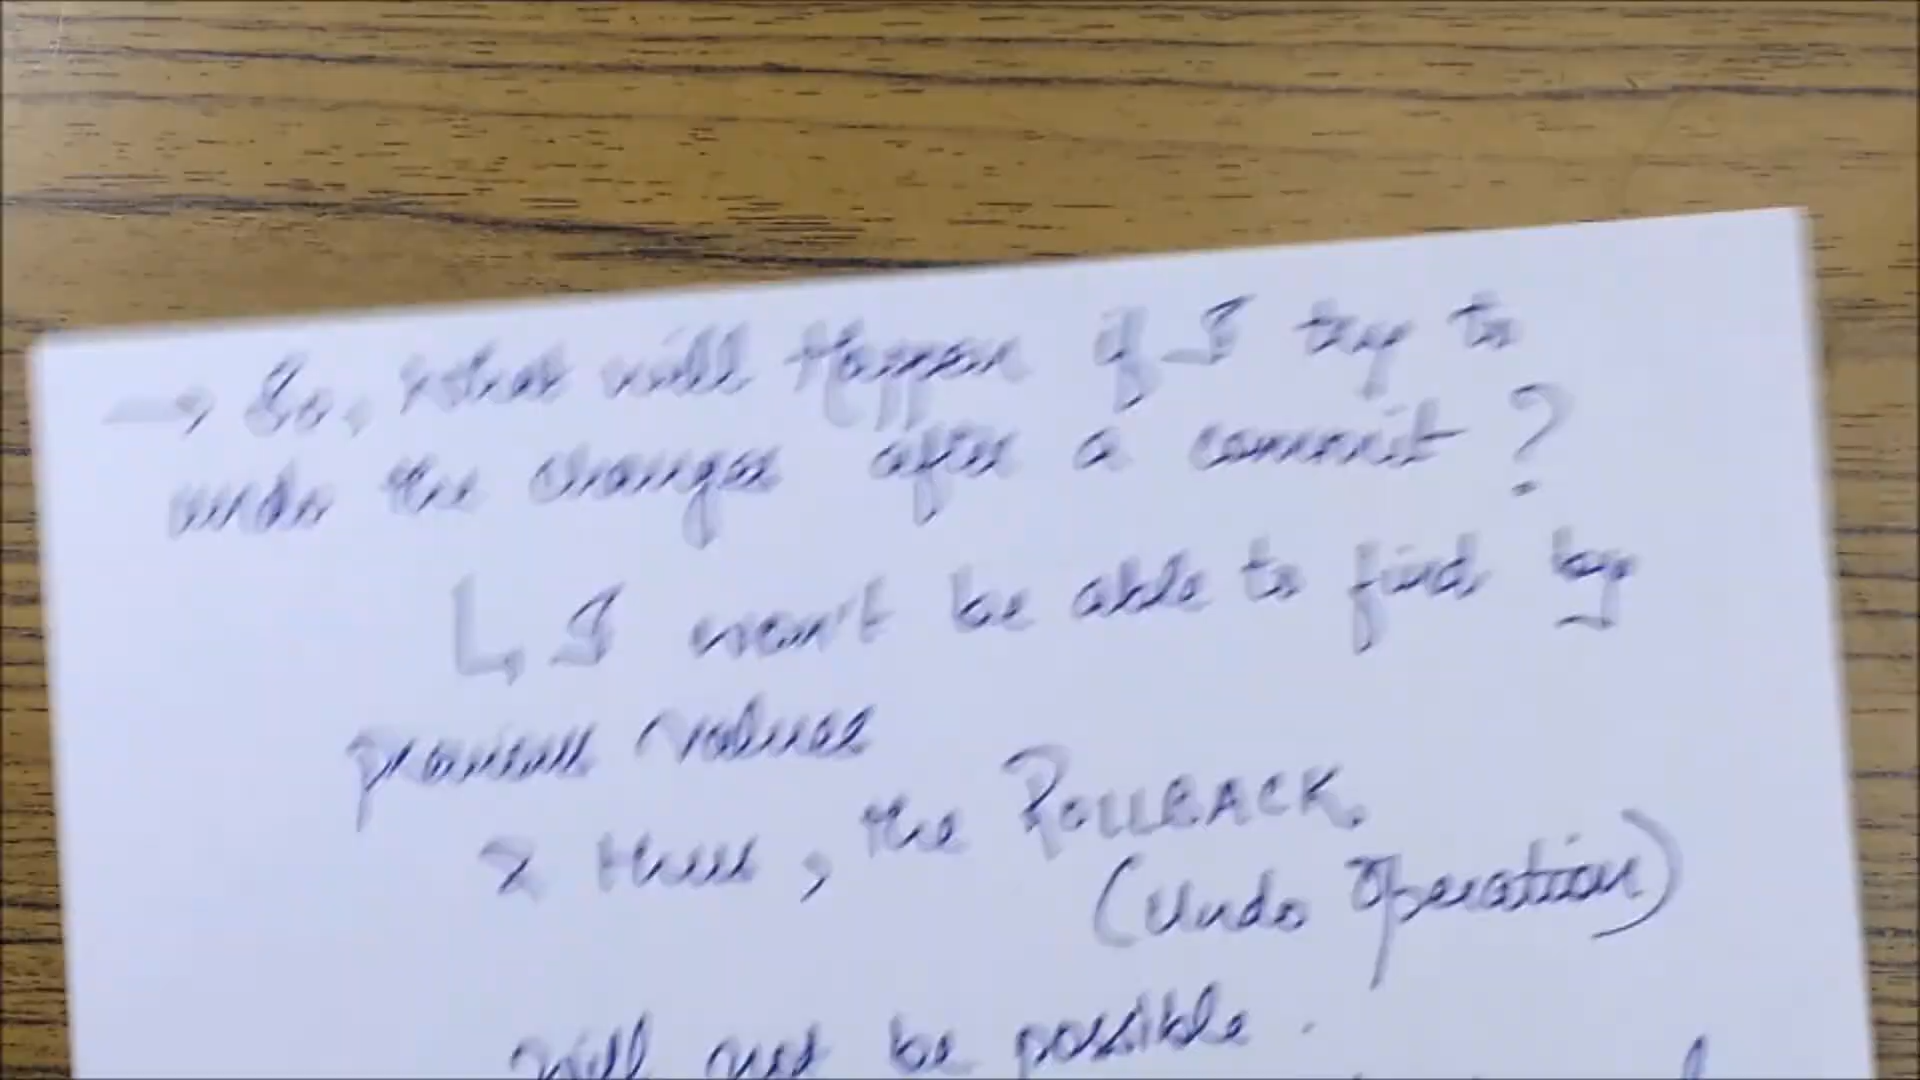 → So, what will Happen if I try to
undo the changes after a commit?
↳ I won't be able to find my
previous values
& thus, the ROLLBACK.
(Undo Operation)
will not be possible.